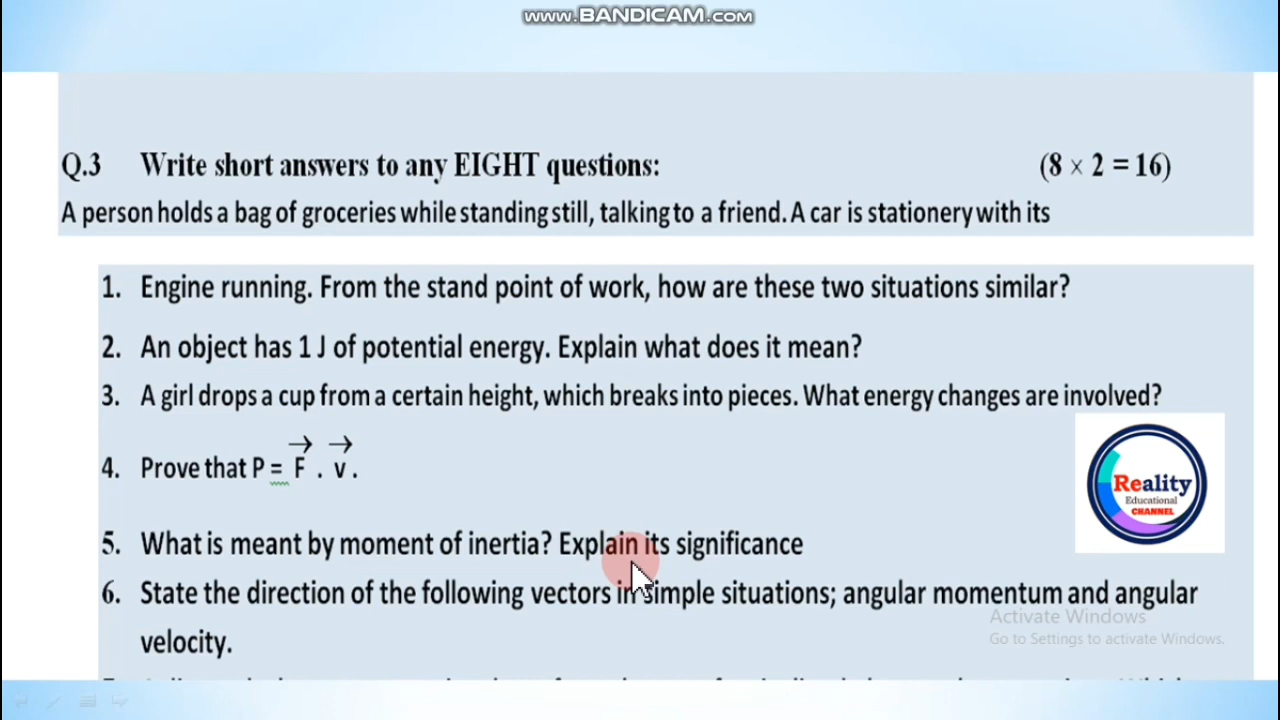 www.BANDICAM.com
Q.3 Write short answers to any EIGHT questions: (8 × 2 = 16)
A person holds a bag of groceries while standing still, talking to a friend. A car is stationery with its
1. Engine running. From the stand point of work, how are these two situations similar?
2. An object has 1 J of potential energy. Explain what does it mean?
3. A girl drops a cup from a certain height, which breaks into pieces. What energy changes are involved?
4. Prove that P = F⃗ . v⃗ .
Reality
Educational
CHANNEL
5. What is meant by moment of inertia? Explain its significance
6. State the direction of the following vectors in simple situations; angular momentum and angular
velocity.
Activate Windows
Go to Settings to activate Windows.